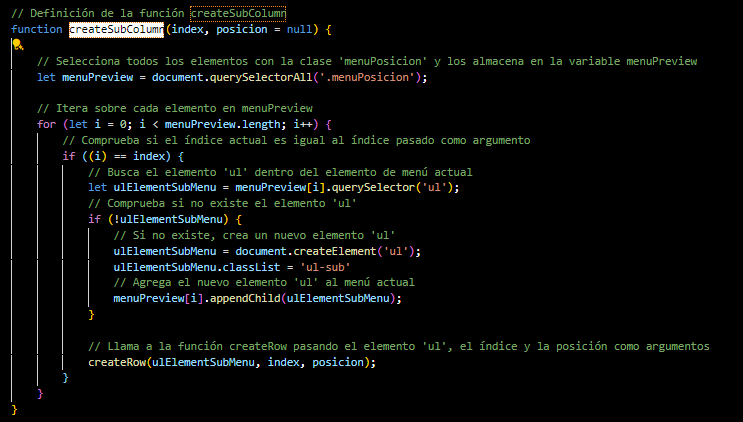 // Definición de la función createSubColumn
function createSubColumn(index, posicion = null) {
// Selecciona todos los elementos con la clase 'menuPosicion' y los almacena en la variable menuPreview
let menuPreview = document.querySelectorAll('.menuPosicion');
// Itera sobre cada elemento en menuPreview
for (let i = 0; i < menuPreview.length; i++) {
// Comprueba si el índice actual es igual al índice pasado como argumento
if ((i) == index) {
// Busca el elemento 'ul' dentro del elemento de menú actual
let ulElementSubMenu = menuPreview[i].querySelector('ul');
// Comprueba si no existe el elemento 'ul'
if (!ulElementSubMenu) {
// Si no existe, crea un nuevo elemento 'ul'
ulElementSubMenu = document.createElement('ul');
ulElementSubMenu.classList = 'ul-sub'
// Agrega el nuevo elemento 'ul' al menú actual
menuPreview[i].appendChild(ulElementSubMenu);
}
// Llama a la función createRow pasando el elemento 'ul', el índice y la posición como argumentos
createRow(ulElementSubMenu, index, posicion);
}
}
}